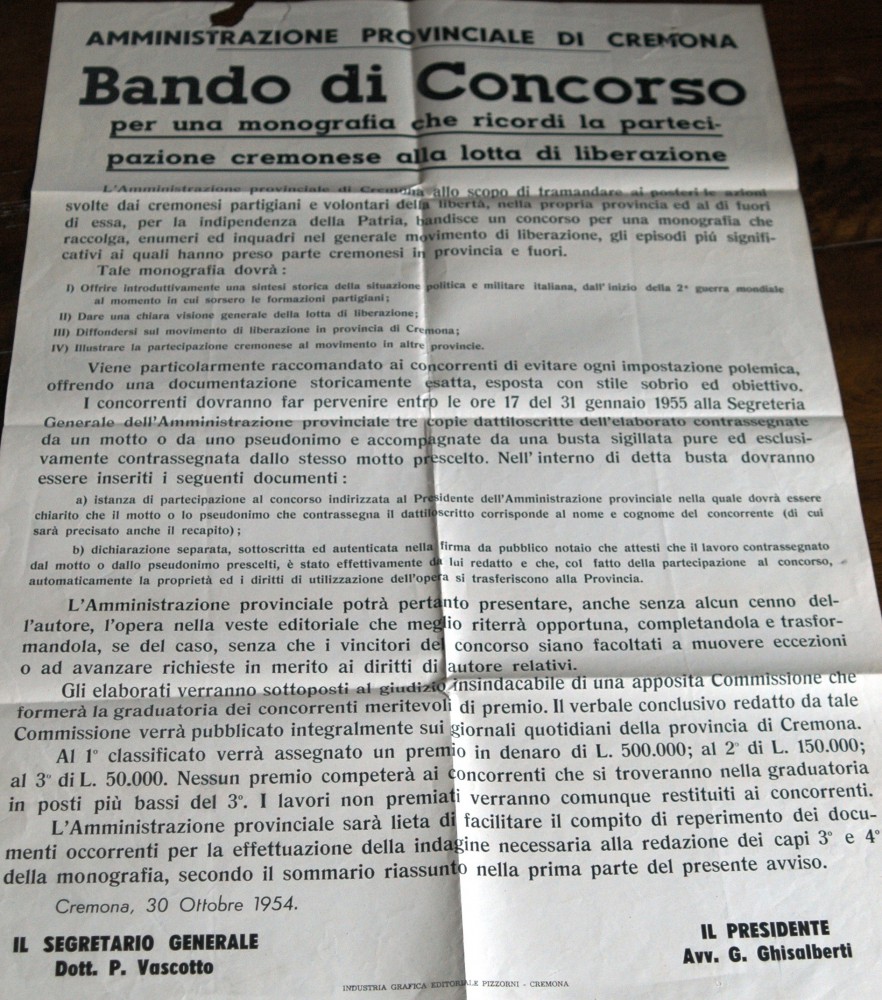 AMMINISTRAZIONE PROVINCIALE DI CREMONA
Bando di Concorso
per una monografia che ricordi la parteci-
pazione cremonese alla lotta di liberazione
L'Amministrazione provinciale di Cremona allo scopo di tramandare ai posteri le azioni
svolte dai cremonesi partigiani e volontari della libertà, nella propria provincia ed al di fuori
di essa, per la indipendenza della Patria, bandisce un concorso per una monografia che
raccolga, enumeri ed inquadri nel generale movimento di liberazione, gli episodi più signifi-
cativi ai quali hanno preso parte cremonesi in provincia e fuori.
Tale monografia dovrà :
I) Offrire introduttivamente una sintesi storica della situazione politica e militare italiana, dall'inizio della 2ª guerra mondiale
al momento in cui sorsero le formazioni partigiani;
II) Dare una chiara visione generale della lotta di liberazione;
III) Diffondersi sul movimento di liberazione in provincia di Cremona;
IV) Illustrare la partecipazione cremonese al movimento in altre provincie.
Viene particolarmente raccomandato ai concorrenti di evitare ogni impostazione polemica,
offrendo una documentazione storicamente esatta, esposta con stile sobrio ed obiettivo.
I concorrenti dovranno far pervenire entro le ore 17 del 31 gennaio 1955 alla Segreteria
Generale dell'Amministrazione provinciale tre copie dattiloscritte dell'elaborato contrassegnate
da un motto o da uno pseudonimo e accompagnate da una busta sigillata pure ed esclusi-
vamente contrassegnata dallo stesso motto prescelto. Nell'interno di detta busta dovranno
essere inseriti i seguenti documenti :
a) istanza di partecipazione al concorso indirizzata al Presidente dell'Amministrazione provinciale nella quale dovrà essere
chiarito che il motto o lo pseudonimo che contrassegna il dattiloscritto corrisponde al nome e cognome del concorrente (di cui
sarà precisato anche il recapito) ;
b) dichiarazione separata, sottoscritta ed autenticata nella firma da pubblico notaio che attesti che il lavoro contrassegnato
dal motto o dallo pseudonimo prescelti, è stato effettivamente da lui redatto e che, col fatto della partecipazione al concorso,
automaticamente la proprietà ed i diritti di utilizzazione dell'opera si trasferiscono alla Provincia.
L'Amministrazione provinciale potrà pertanto presentare, anche senza alcun cenno del-
l'autore, l'opera nella veste editoriale che meglio riterrà opportuna, completandola e trasfor-
mandola, se del caso, senza che i vincitori del concorso siano facoltati a muovere eccezioni
o ad avanzare richieste in merito ai diritti di autore relativi.
Gli elaborati verranno sottoposti al giudizio insindacabile di una apposita Commissione che
formerà la graduatoria dei concorrenti meritevoli di premio. Il verbale conclusivo redatto da tale
Commissione verrà pubblicato integralmente sui giornali quotidiani della provincia di Cremona.
Al 1° classificato verrà assegnato un premio in denaro di L. 500.000; al 2° di L. 150.000;
al 3° di L. 50.000. Nessun premio competerà ai concorrenti che si troveranno nella graduatoria
in posti più bassi del 3°. I lavori non premiati verranno comunque restituiti ai concorrenti.
L'Amministrazione provinciale sarà lieta di facilitare il compito di reperimento dei docu-
menti occorrenti per la effettuazione della indagine necessaria alla redazione dei capi 3° e 4°
della monografia, secondo il sommario riassunto nella prima parte del presente avviso.
Cremona, 30 Ottobre 1954.
IL SEGRETARIO GENERALE
Dott. P. Vascotto
IL PRESIDENTE
Avv. G. Ghisalberti
INDUSTRIA GRAFICA EDITORIALE PIZZORNI - CREMONA